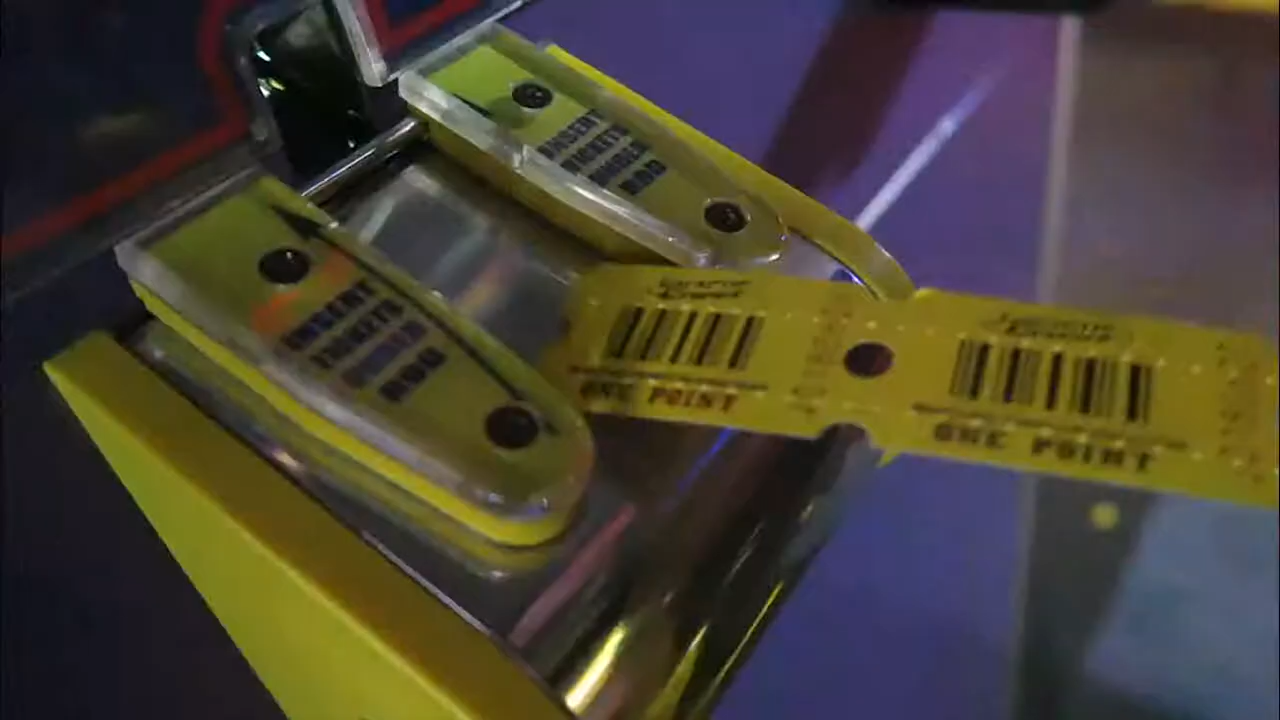 INSERT
TICKETS
UNDER
ROD
INSERT
TICKETS
UNDER
ROD
ONE POINT
ONE POINT